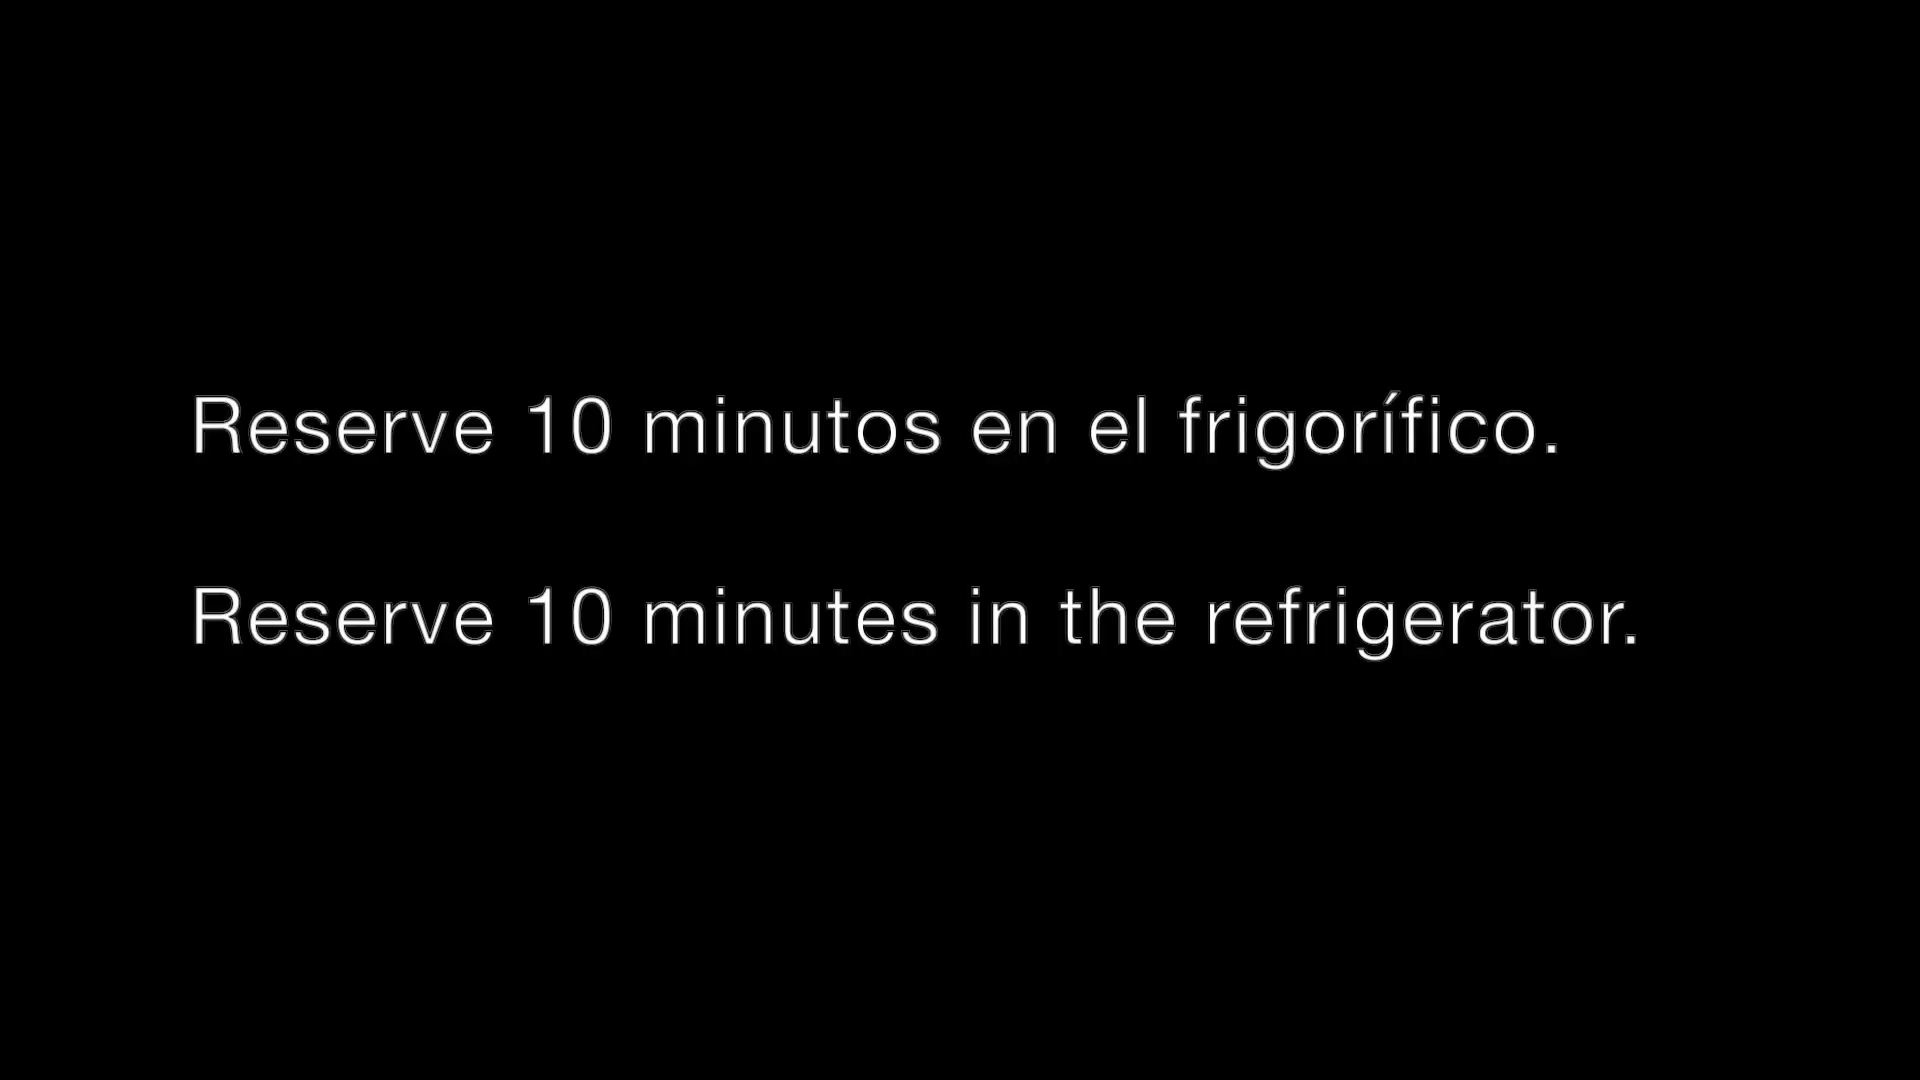 Reserve 10 minutos en el frigorífico.
Reserve 10 minutes in the refrigerator.